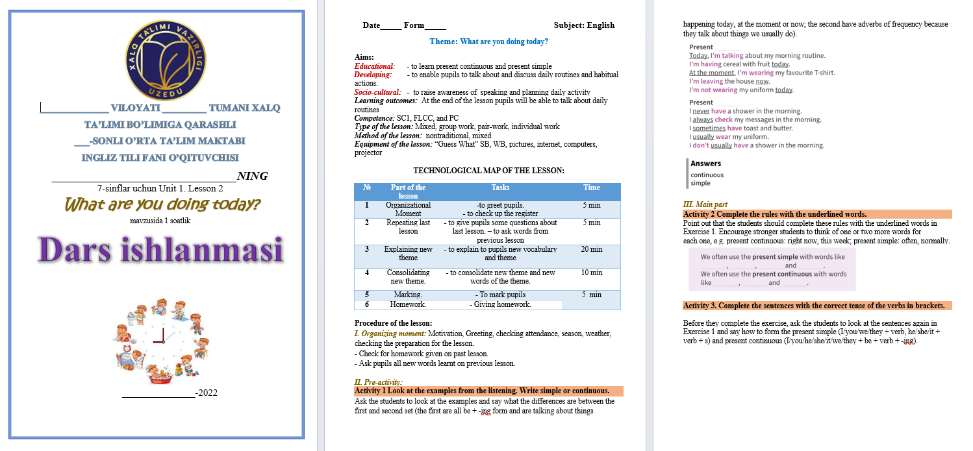 XALQ TA'LIMI VAZIRLIGI
UZEDU
____________ VILOYATI __________ TUMANI XALQ
TA'LIMI BO'LIMIGA QARASHLI
___-SONLI O'RTA TA'LIM MAKTABI
INGLIZ TILI FANI O'QITUVCHISI
______________________________NING
7-sinflar uchun Unit 1. Lesson 2
What are you doing today?
mavzusida 1 soatlik
Dars ishlanmasi
_______________-2022
Date_____ Form_____ Subject: English
Theme: What are you doing today?
Aims:
Educational: - to learn present continuous and present simple
Developing: - to enable pupils to talk about and discuss daily routines and habitual
actions.
Socio-cultural: - to raise awareness of speaking and planning daily activity
Learning outcomes: At the end of the lesson pupils will be able to talk about daily
routines
Competence: SC1, FLCC, and PC
Type of the lesson: Mixed, group work, pair-work, individual work
Method of the lesson: nontraditional, mixed
Equipment of the lesson: "Guess What" SB, WB, pictures, internet, computers,
projector
TECHNOLOGICAL MAP OF THE LESSON:
№ Part of the lesson Tasks Time
1 Organizational Moment -to greet pupils. - to check up the register 5 min
2 Repeating last lesson. - to give pupils some questions about last lesson. – to ask words from previous lesson 5 min
3 Explaining new theme - to explain to pupils new vocabulary and theme 20 min
4 Consolidating new theme. - to consolidate new theme and new words of the theme. 10 min
5 Marking. - To mark pupils 5 min
6 Homework. - Giving homework.
Procedure of the lesson:
I. Organizing moment: Motivation, Greeting, checking attendance, season, weather,
checking the preparation for the lesson.
- Check for homework given on past lesson.
- Ask pupils all new words learnt on previous lesson.
II. Pre-activity:
Activity 1 Look at the examples from the listening. Write simple or continuous.
Ask the students to look at the examples and say what the differences are between the
first and second set (the first are all be + -ing form and are talking about things
happening today, at the moment or now; the second have adverbs of frequency because
they talk about things we usually do).
Present
Today, I'm talking about my morning routine.
I'm having cereal with fruit today.
At the moment, I'm wearing my favourite T-shirt.
I'm leaving the house now.
I'm not wearing my uniform today.
Present
I never have a shower in the morning.
I always check my messages in the morning.
I sometimes have toast and butter.
I usually wear my uniform.
I don't usually have a shower in the morning.
Answers
continuous
simple
III. Main part
Activity 2 Complete the rules with the underlined words.
Point out that the students should complete these rules with the underlined words in
Exercise 1. Encourage stronger students to think of one or two more words for
each one, e.g. present continuous: right now, this week; present simple: often, normally.
We often use the present simple with words like
______, ______, ______ and ______.
We often use the present continuous with words
like ______, ______ and ______.
Activity 3. Complete the sentences with the correct tense of the verbs in brackets.
Before they complete the exercise, ask the students to look at the sentences again in
Exercise 1 and say how to form the present simple (I/you/we/they + verb, he/she/it +
verb + s) and present continuous (I/you/he/she/it/we/they + be + verb + -ing).